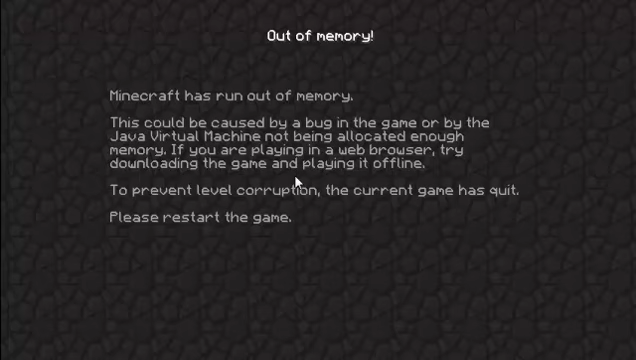 Out of memory!
Minecraft has run out of memory.
This could be caused by a bug in the game or by the
Java Virtual Machine not being allocated enough
memory. If you are playing in a web browser, try
downloading the game and playing it offline.
To prevent level corruption, the current game has quit.
Please restart the game.